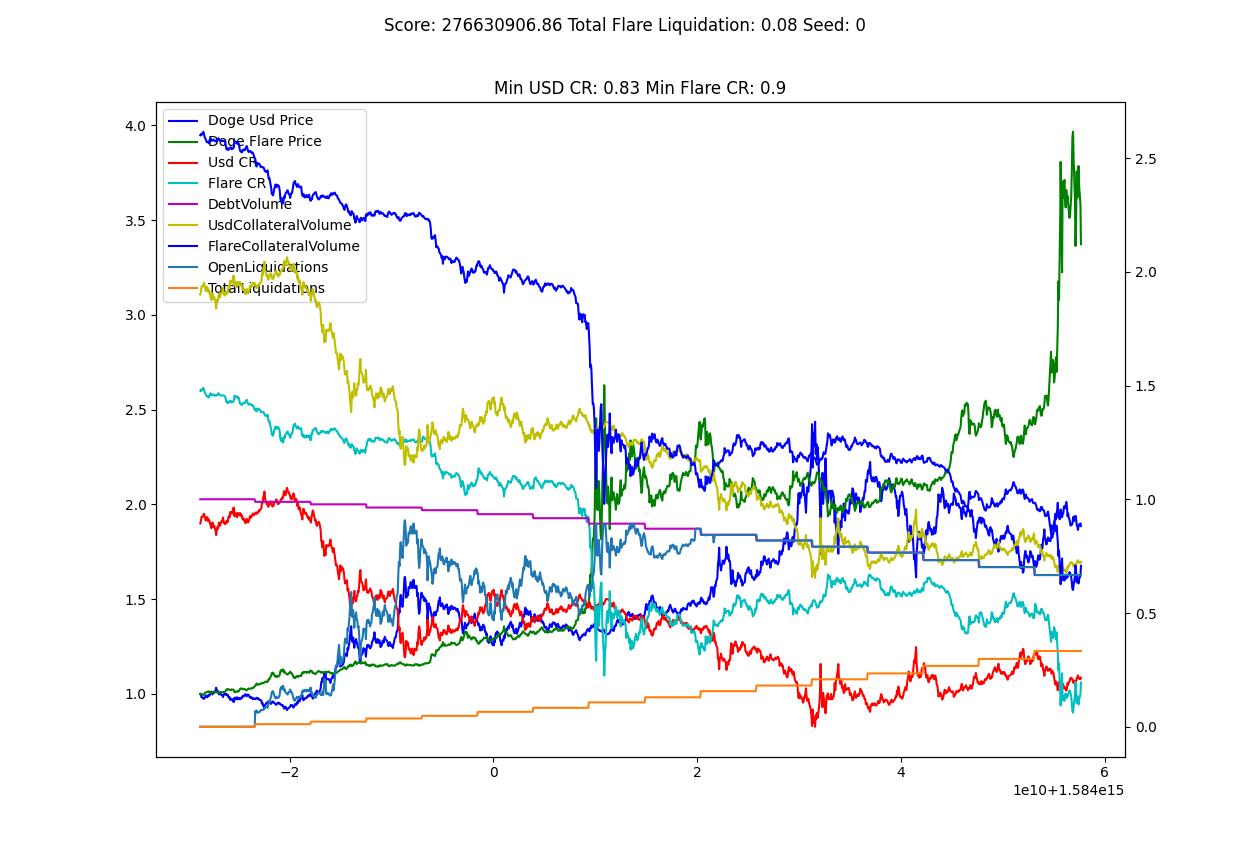 Score: 276630906.86 Total Flare Liquidation: 0.08 Seed: 0
Min USD CR: 0.83 Min Flare CR: 0.9
Doge Usd Price
Doge Flare Price
Usd CR
Flare CR
DebtVolume
UsdCollateralVolume
FlareCollateralVolume
OpenLiquidations
TotalLiquidations
4.0
3.5
3.0
2.5
2.0
1.5
1.0
2.5
2.0
1.5
1.0
0.5
0.0
−2
0
2
4
6
1e10+1.584e15